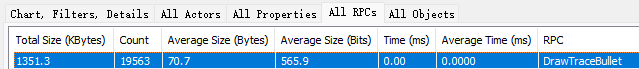 Chart, Filters, Details All Actors All Properties All RPCs All Objects
Total Size (KBytes) Count Average Size (Bytes) Average Size (Bits) Time (ms) Average Time (ms) RPC
1351.3 19563 70.7 565.9 0.00 0.0000 DrawTraceBullet